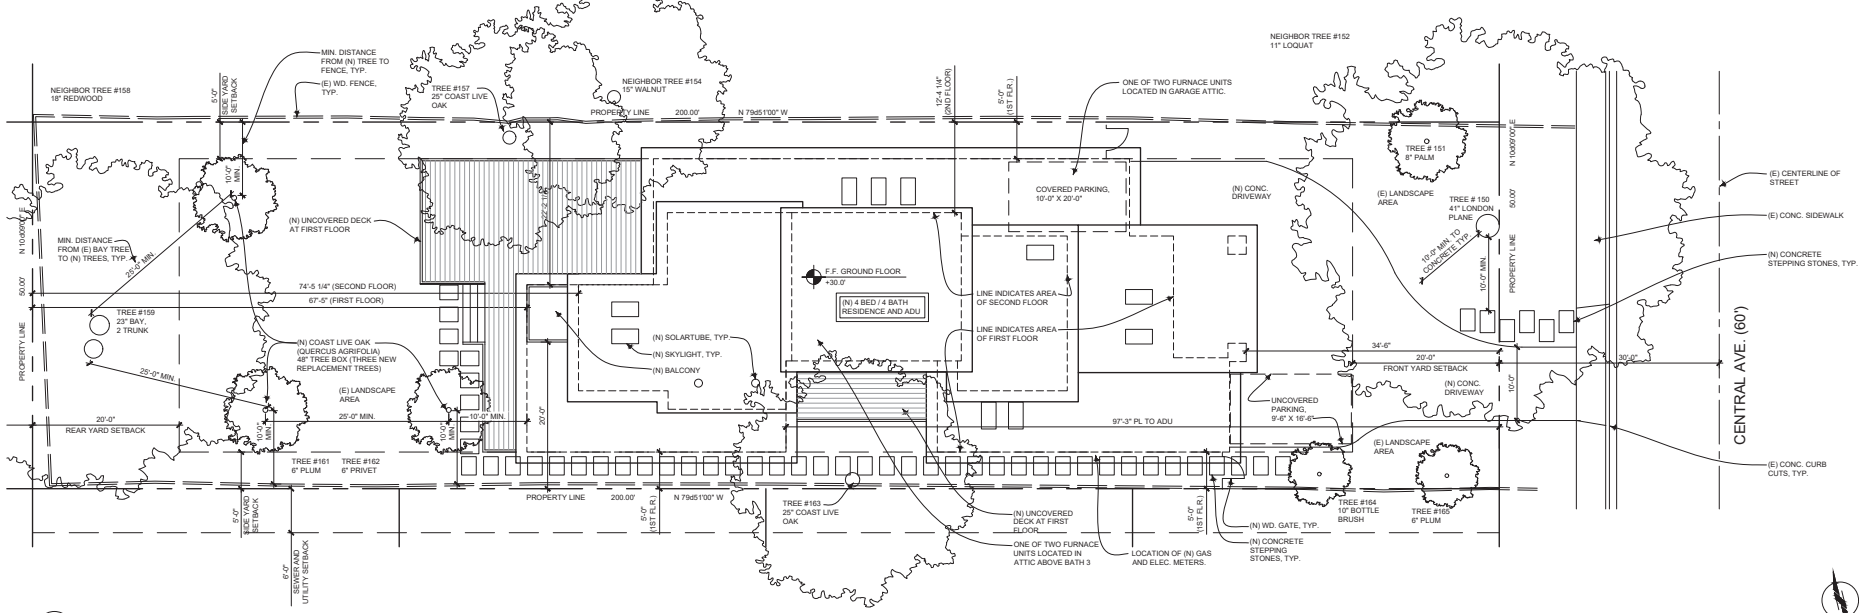 NEIGHBOR TREE #158
18" REDWOOD
5'-0"
SIDE YARD
SETBACK
MIN. DISTANCE
FROM (N) TREE TO
FENCE, TYP.
(E) WD. FENCE,
TYP.
TREE #157
25" COAST LIVE
OAK
NEIGHBOR TREE #154
15" WALNUT
PROPERTY LINE 200.00' N 79d51'00" W
12'-4 1/4"
(2ND FLOOR)
5'-0"
(1ST FLR.)
ONE OF TWO FURNACE UNITS
LOCATED IN GARAGE ATTIC.
NEIGHBOR TREE #152
11" LOQUAT
TREE # 151
8" PALM
N 10d09'00" E
50.00'
PROPERTY LINE
(E) CENTERLINE OF
STREET
(E) CONC. SIDEWALK
(N) CONCRETE
STEPPING STONES, TYP.
10'-0"
MIN.
(N) UNCOVERED DECK
AT FIRST FLOOR
22'-2 1/2"
COVERED PARKING,
10'-0" X 20'-0"
(N) CONC.
DRIVEWAY
(E) LANDSCAPE
AREA
TREE # 150
41" LONDON
PLANE
10'-0" MIN. TO
CONCRETE TYP.
10'-0" MIN.
N 10d09'00" E
50.00'
PROPERTY LINE
MIN. DISTANCE
FROM (E) BAY TREE
TO (N) TREES, TYP.
25'-0" MIN.
74'-5 1/4" (SECOND FLOOR)
67'-5" (FIRST FLOOR)
F.F. GROUND FLOOR
+30.0'
(N) 4 BED / 4 BATH
RESIDENCE AND ADU
LINE INDICATES AREA
OF SECOND FLOOR
LINE INDICATES AREA
OF FIRST FLOOR
TREE #159
23" BAY,
2 TRUNK
(N) COAST LIVE OAK
(QUERCUS AGRIFOLIA)
48" TREE BOX (THREE NEW
REPLACEMENT TREES)
(N) SOLARTUBE, TYP.
(N) SKYLIGHT, TYP.
(N) BALCONY
34'-6"
20'-0"
FRONT YARD SETBACK
30'-0"
CENTRAL AVE. (60')
25'-0" MIN.
(E) LANDSCAPE
AREA
(N) CONC.
DRIVEWAY
10'-0"
20'-0"
REAR YARD SETBACK
25'-0" MIN.
10'-0" MIN.
10'-0"
MIN.
10'-0"
MIN.
20'-0"
UNCOVERED
PARKING,
9'-6" X 16'-6"
97'-3" PL TO ADU
(E) LANDSCAPE
AREA
(E) CONC. CURB
CUTS, TYP.
TREE #161
6" PLUM
TREE #162
6" PRIVET
5'-0"
SIDE YARD
SETBACK
PROPERTY LINE 200.00' N 79d51'00" W
5'-0"
(1ST FLR.)
TREE #163
25" COAST LIVE
OAK
(N) UNCOVERED
DECK AT FIRST
FLOOR
ONE OF TWO FURNACE
UNITS LOCATED IN
ATTIC ABOVE BATH 3
LOCATION OF (N) GAS
AND ELEC. METERS.
5'-0"
(1ST FLR.)
(N) WD. GATE, TYP.
(N) CONCRETE
STEPPING
STONES, TYP.
TREE #164
10" BOTTLE
BRUSH
TREE #165
6" PLUM
6'-0"
SEWER AND
UTILITY SETBACK